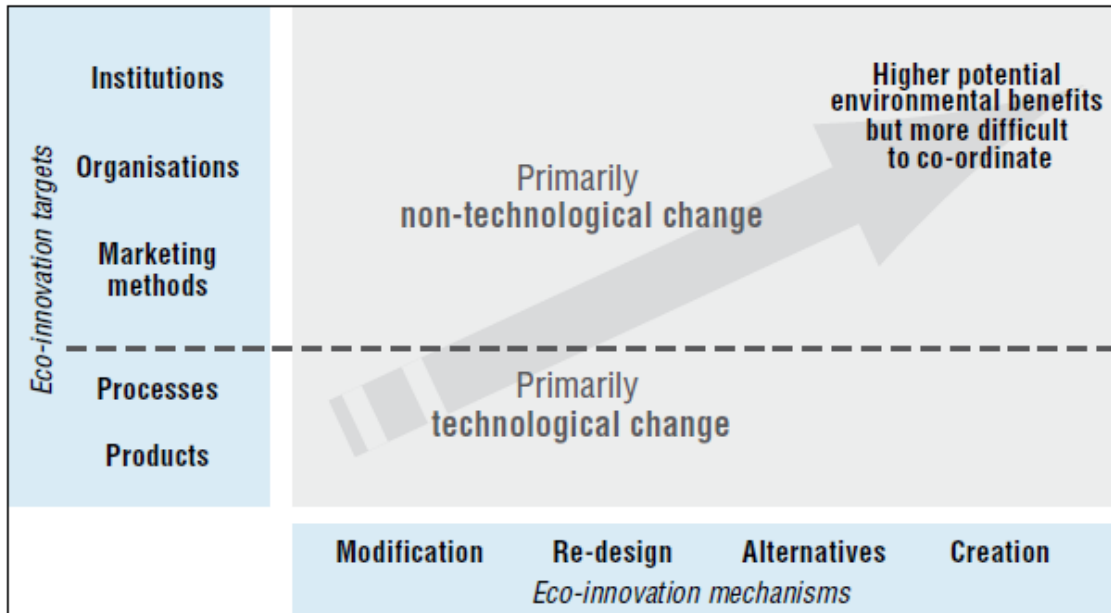 Eco-innovation targets
Institutions
Organisations
Marketing
methods
Processes
Products
Higher potential
environmental benefits
but more difficult
to co-ordinate
Primarily
non-technological change
Primarily
technological change
Modification Re-design Alternatives Creation
Eco-innovation mechanisms